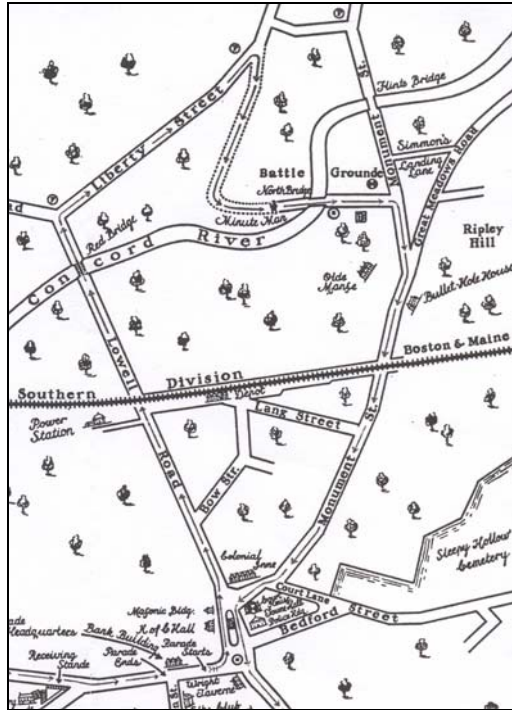 P
P
St.
Flints Bridge
Liberty Street
Monument
Simmon's
Landing Lane
Battle Grounds
North Bridge
Great Meadows Road
P
Minute Man
Red Bridge
Concord River
Ripley
Hill
Olde
Manse
Bullet-Hole House
Lowell
Boston & Maine
Division
Southern
Depot
Power
Station
Lang Street
St.
Road
Bow Str.
Monument
Sleepy Hollow
Cemetery
Colonial
Inne
Court Lane
Masonic Bldg.
Bedford Street
K of C Hall
Headquarters
Bank Building
Parade
Starts
Receiving
Stande
Parade
Ends
Wright
Taverne